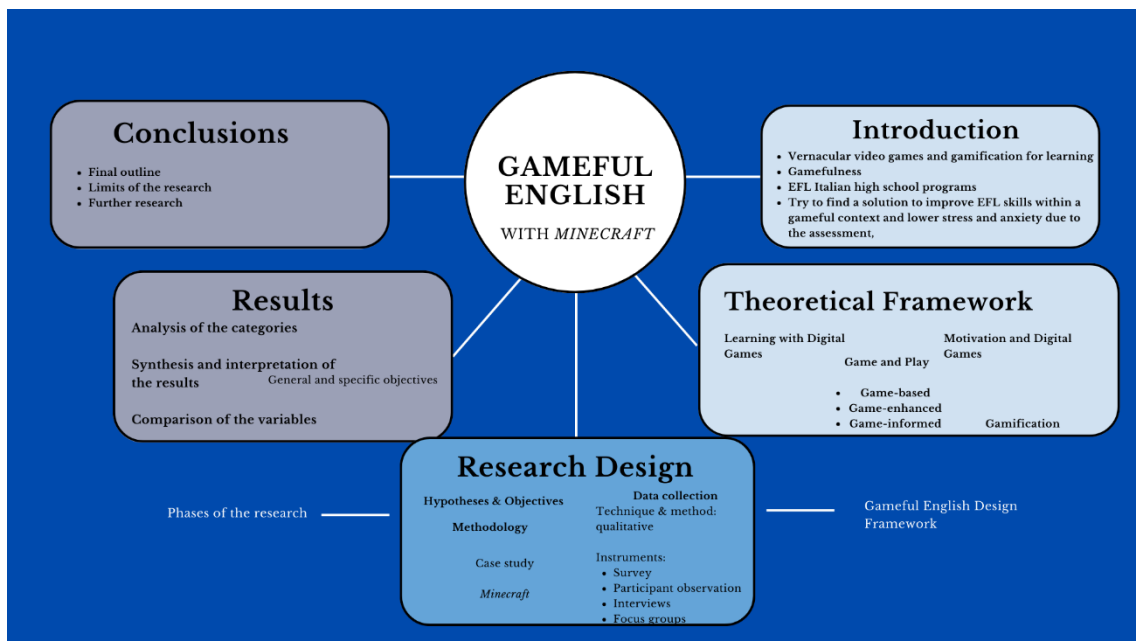 GAMEFUL
ENGLISH
WITH MINECRAFT
Introduction
• Vernacular video games and gamification for learning
• Gamefulness
• EFL Italian high school programs
• Try to find a solution to improve EFL skills within a
gameful context and lower stress and anxiety due to
the assessment,
Theoretical Framework
Learning with Digital
Games
Motivation and Digital
Games
Game and Play
• Game-based
• Game-enhanced
• Game-informed
Gamification
Research Design
Hypotheses & Objectives
Methodology
Case study
Minecraft
Data collection
Technique & method:
qualitative
Instruments:
• Survey
• Participant observation
• Interviews
• Focus groups
Phases of the research
Gameful English Design
Framework
Results
Analysis of the categories
Synthesis and interpretation of
the results
General and specific objectives
Comparison of the variables
Conclusions
• Final outline
• Limits of the research
• Further research